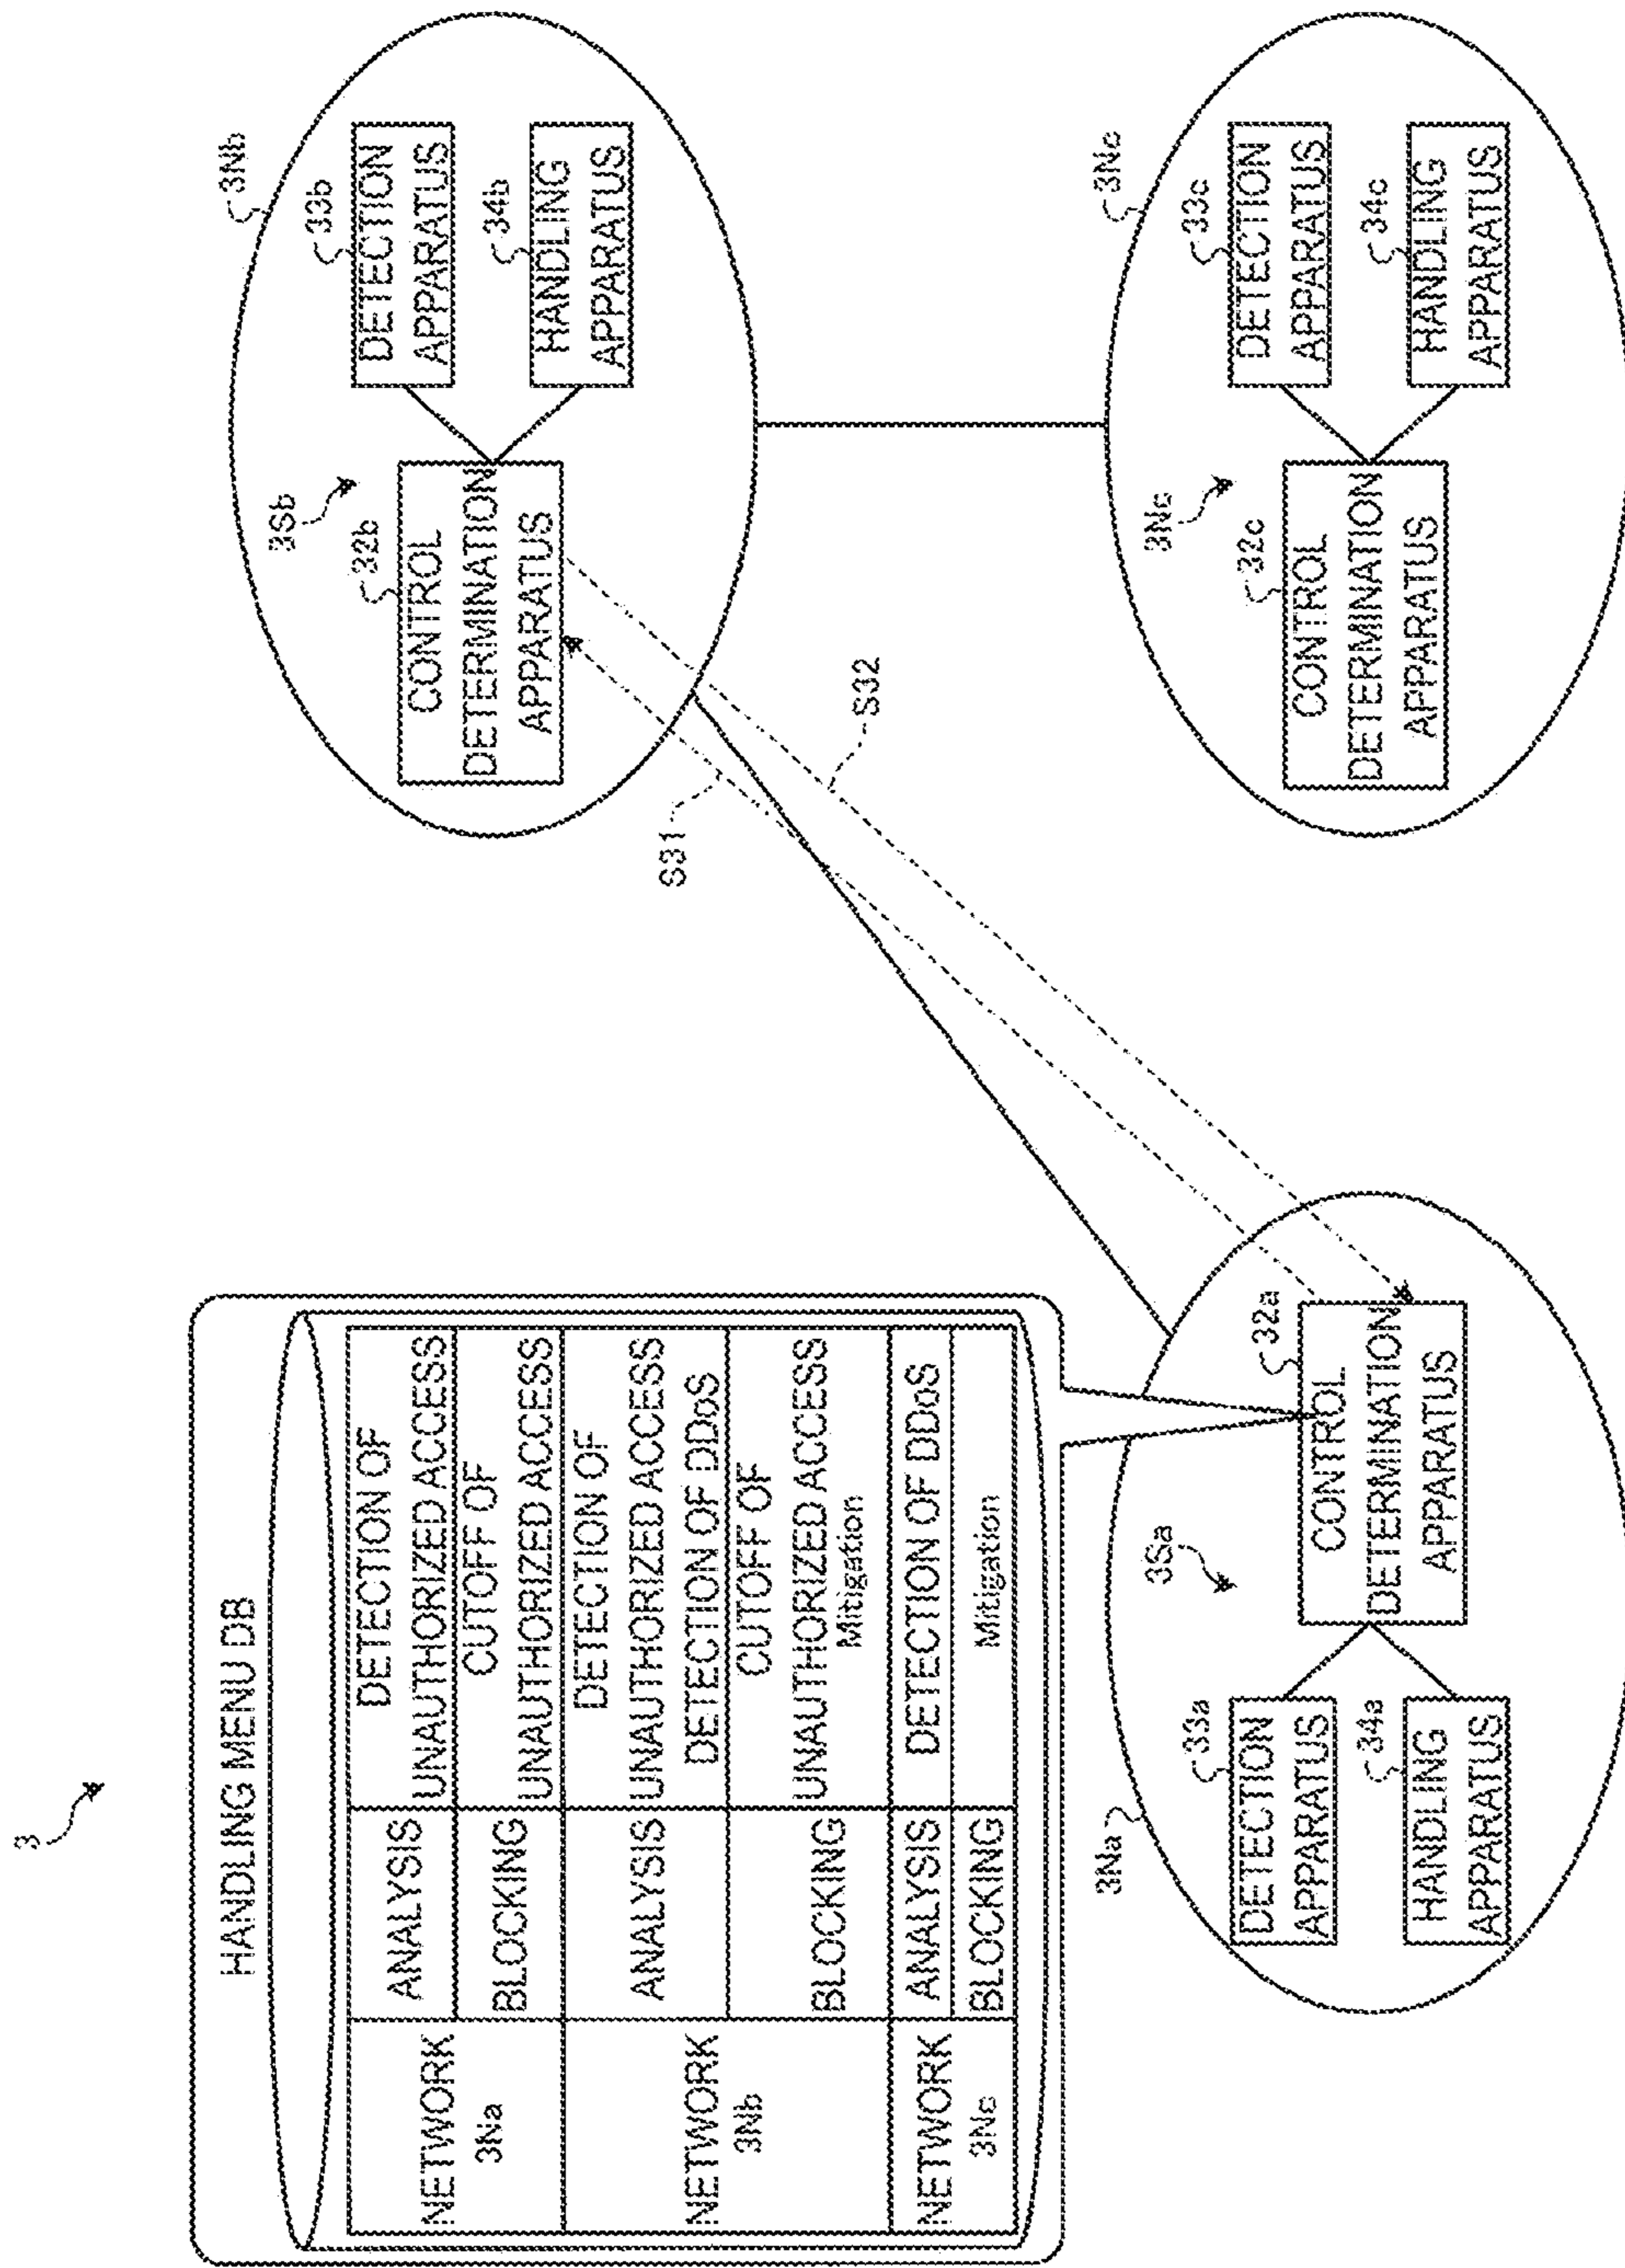 3
HANDLING MENU DB
NETWORK
3Na
ANALYSIS
DETECTION OF
UNAUTHORIZED ACCESS
BLOCKING
CUTOFF OF
UNAUTHORIZED ACCESS
NETWORK
3Nb
ANALYSIS
DETECTION OF
UNAUTHORIZED ACCESS
DETECTION OF DDoS
BLOCKING
CUTOFF OF
UNAUTHORIZED ACCESS
Mitigation
NETWORK
3Nc
ANALYSIS
DETECTION OF DDoS
BLOCKING
Mitigation
3Na
33a
DETECTION
APPARATUS
34a
HANDLING
APPARATUS
3Sa
32a
CONTROL
DETERMINATION
APPARATUS
S31
S32
3Nb
3Sb
32b
CONTROL
DETERMINATION
APPARATUS
33b
DETECTION
APPARATUS
34b
HANDLING
APPARATUS
3Nc
3Nc
32c
CONTROL
DETERMINATION
APPARATUS
33c
DETECTION
APPARATUS
34c
HANDLING
APPARATUS